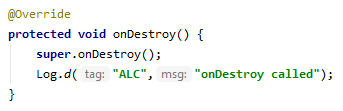 @Override
protected void onDestroy() {
super.onDestroy();
Log.d( tag: "ALC", msg: "onDestroy called");
}